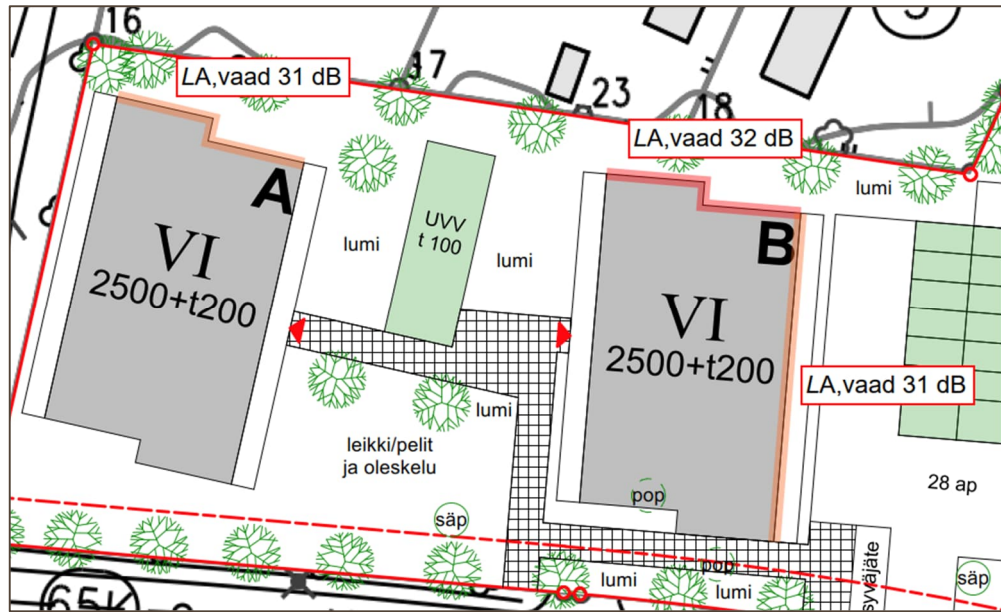 16
LA,vaad 31 dB
17
23
18
LA,vaad 32 dB
lumi
A
VI
2500+t200
lumi
UVV
t 100
lumi
B
VI
2500+t200
LA,vaad 31 dB
lumi
leikki/pelit
ja oleskelu
28 ap
pop
säp
pop
lumi
lumi
syväjäte
säp